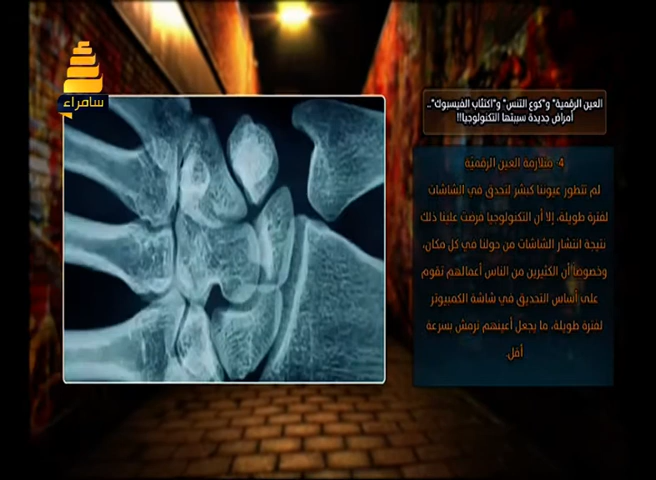 سامراء
العين الرقمية" و"كوع التنس" و"اكتئاب الفيسبوك"..
أمراض جديدة سببتها التكنولوجيا!!
4- متلازمة العين الرقمية
لم تتطور عيوننا كبشر لتحدق في الشاشات
لفترة طويلة، إلا أن التكنولوجيا فرضت علينا ذلك
نتيجة انتشار الشاشات من حولنا في كل مكان،
وخصوصاً أن الكثيرين من الناس أعمالهم تقوم
على أساس التحديق في شاشة الكمبيوتر
لفترة طويلة، ما يجعل أعينهم ترمش بسرعة
أقل.